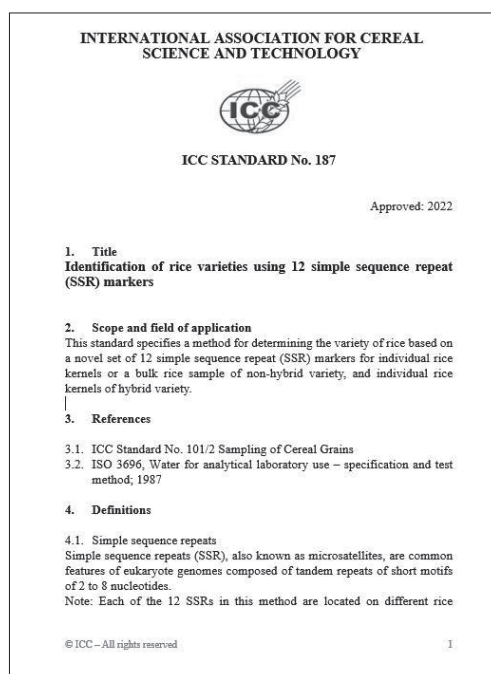 INTERNATIONAL ASSOCIATION FOR CEREAL
SCIENCE AND TECHNOLOGY
ICC
ICC STANDARD No. 187
Approved: 2022
1. Title
Identification of rice varieties using 12 simple sequence repeat
(SSR) markers
2. Scope and field of application
This standard specifies a method for determining the variety of rice based on
a novel set of 12 simple sequence repeat (SSR) markers for individual rice
kernels or a bulk rice sample of non-hybrid variety, and individual rice
kernels of hybrid variety.
3. References
3.1. ICC Standard No. 101/2 Sampling of Cereal Grains
3.2. ISO 3696, Water for analytical laboratory use – specification and test
method; 1987
4. Definitions
4.1. Simple sequence repeats
Simple sequence repeats (SSR), also known as microsatellites, are common
features of eukaryote genomes composed of tandem repeats of short motifs
of 2 to 8 nucleotides.
Note: Each of the 12 SSRs in this method are located on different rice
© ICC – All rights reserved 1